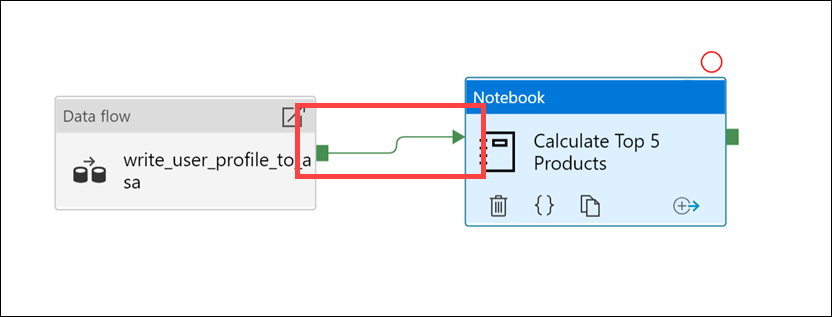 Data flow
write_user_profile_to_a
sa
Notebook
Calculate Top 5
Products
{}